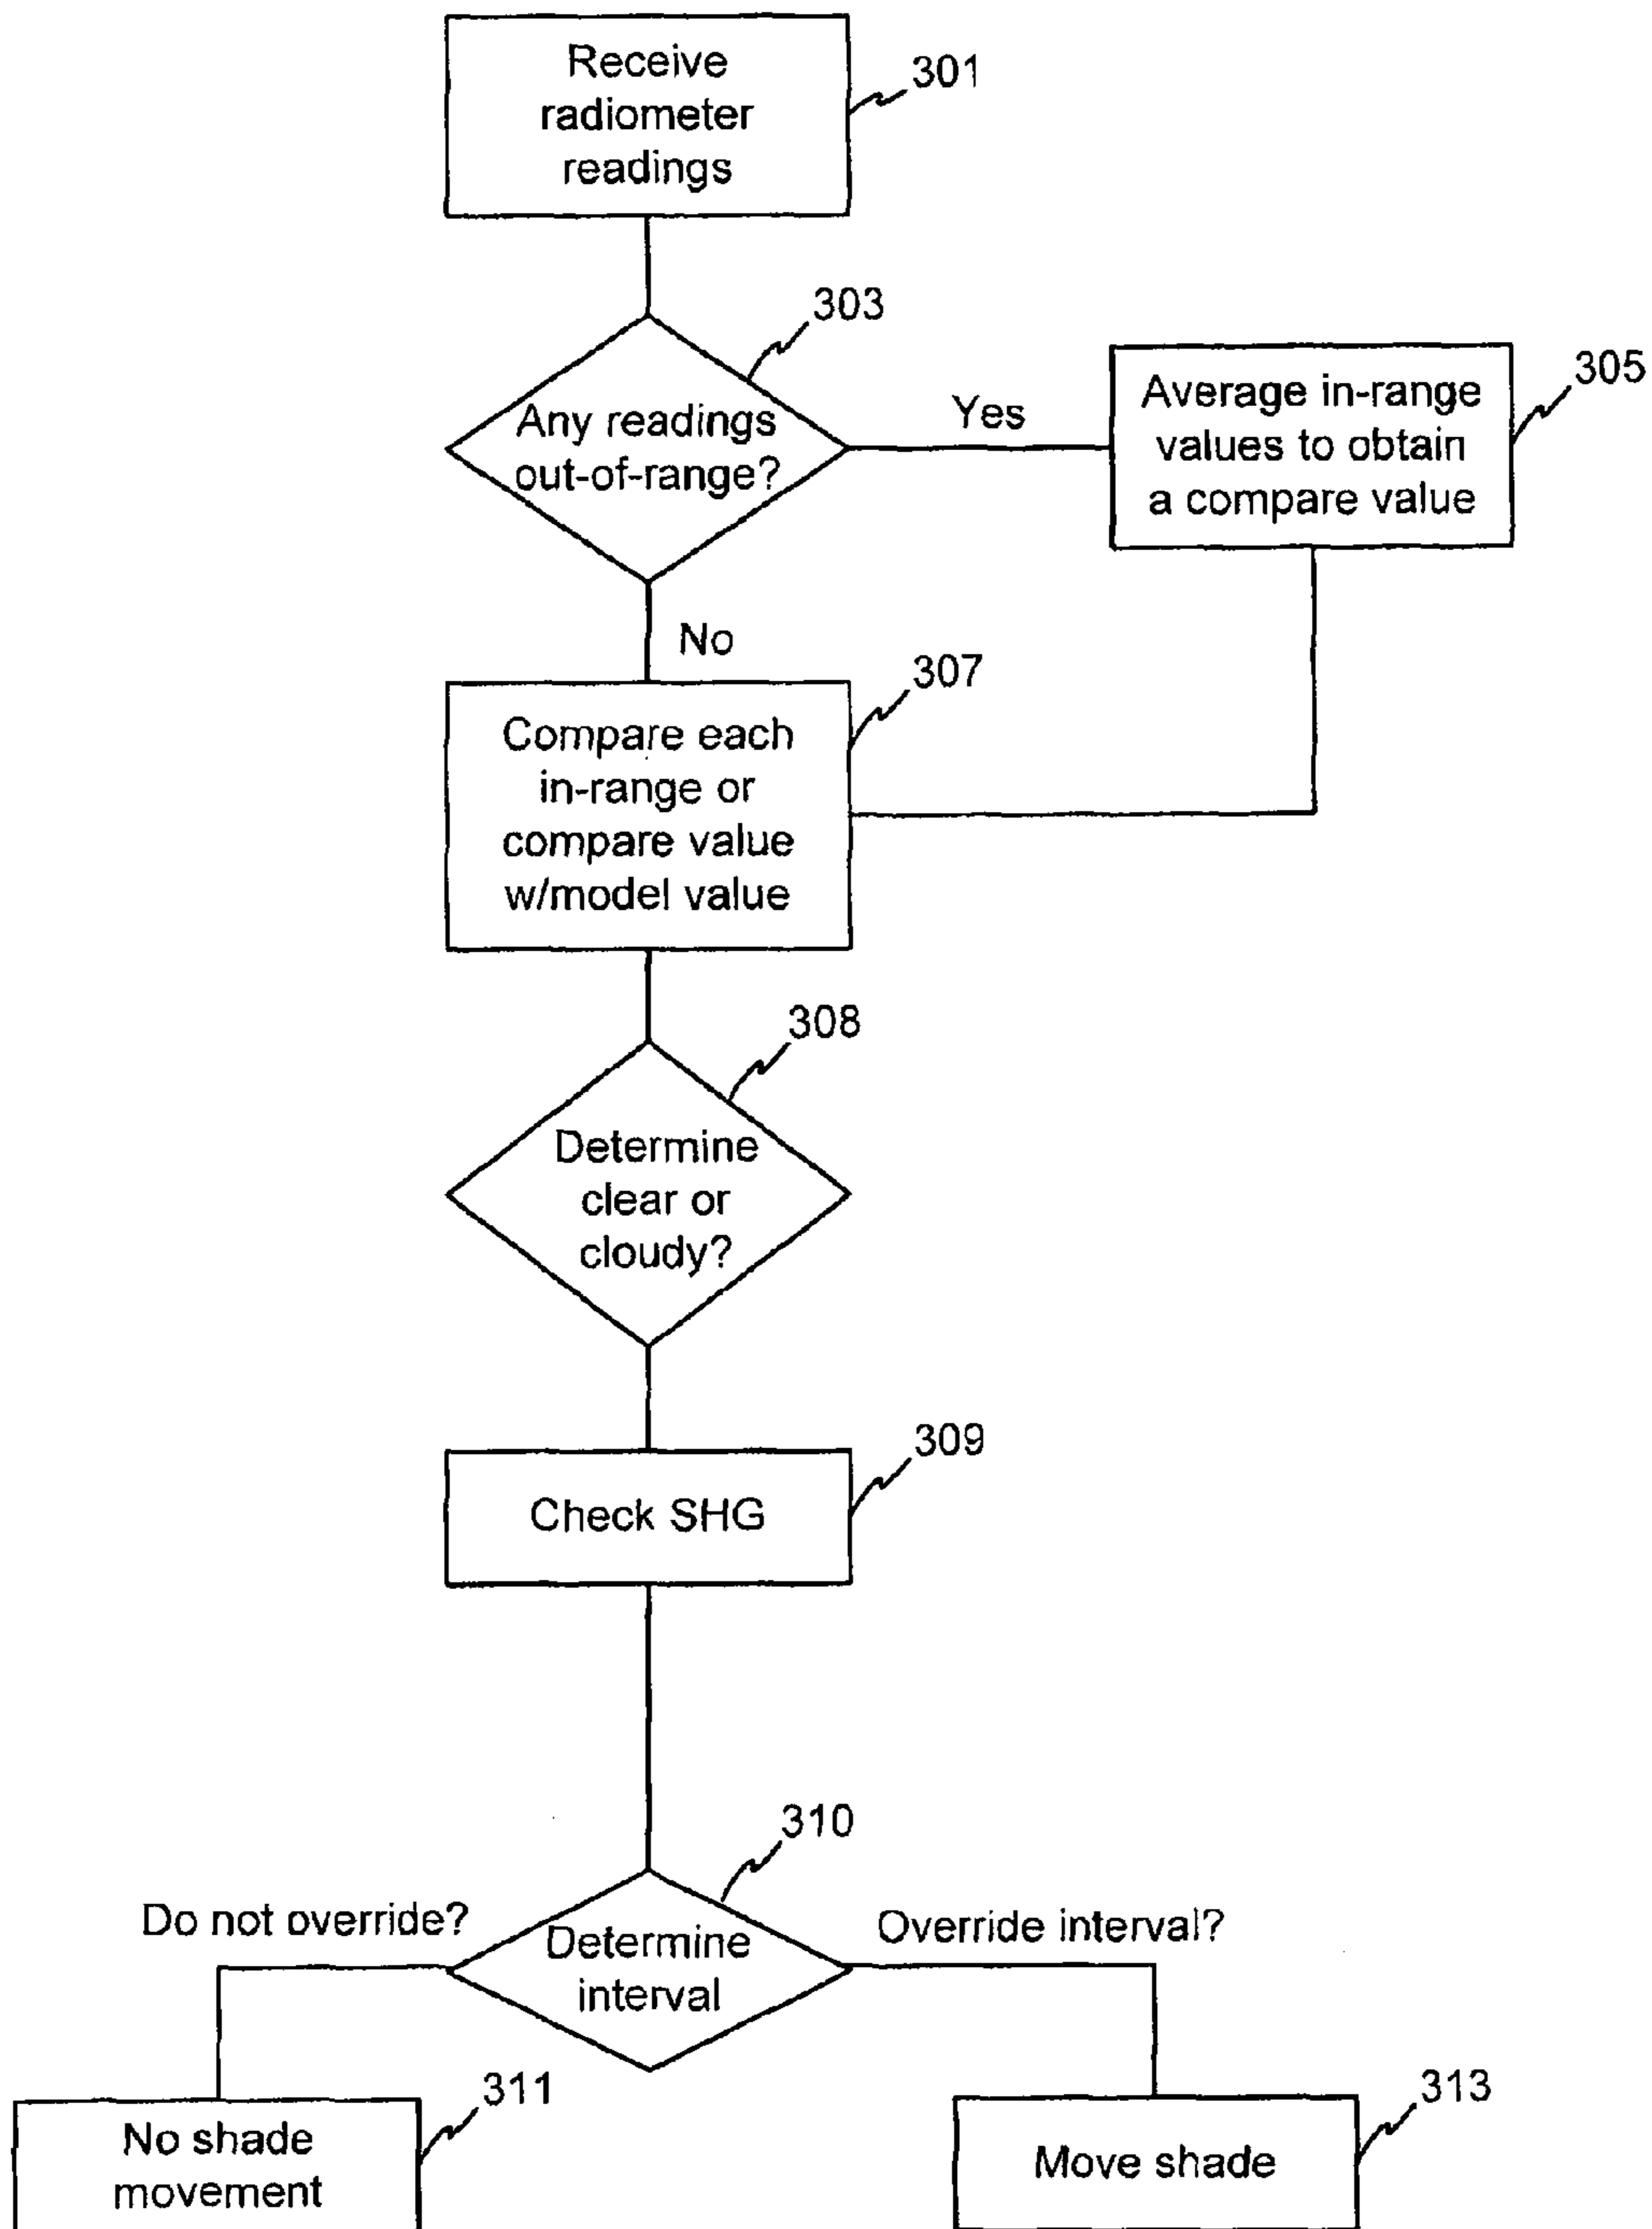 Receive
radiometer
readings
301
303
Any readings
out-of-range?
Yes
Average in-range
values to obtain
a compare value
305
No
307
Compare each
in-range or
compare value
w/model value
308
Determine
clear or
cloudy?
309
Check SHG
310
Do not override?
Determine
interval
Override interval?
311
No shade
movement
313
Move shade